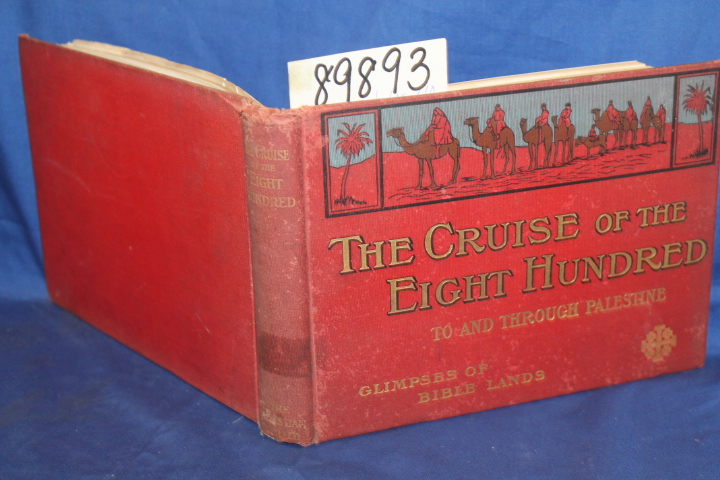 89893
THE CRUISE OF THE
EIGHT HUNDRED
TO AND THROUGH PALESTINE
GLIMPSES OF
BIBLE LANDS
CRUISE
OF THE
EIGHT
HUNDRED
THE